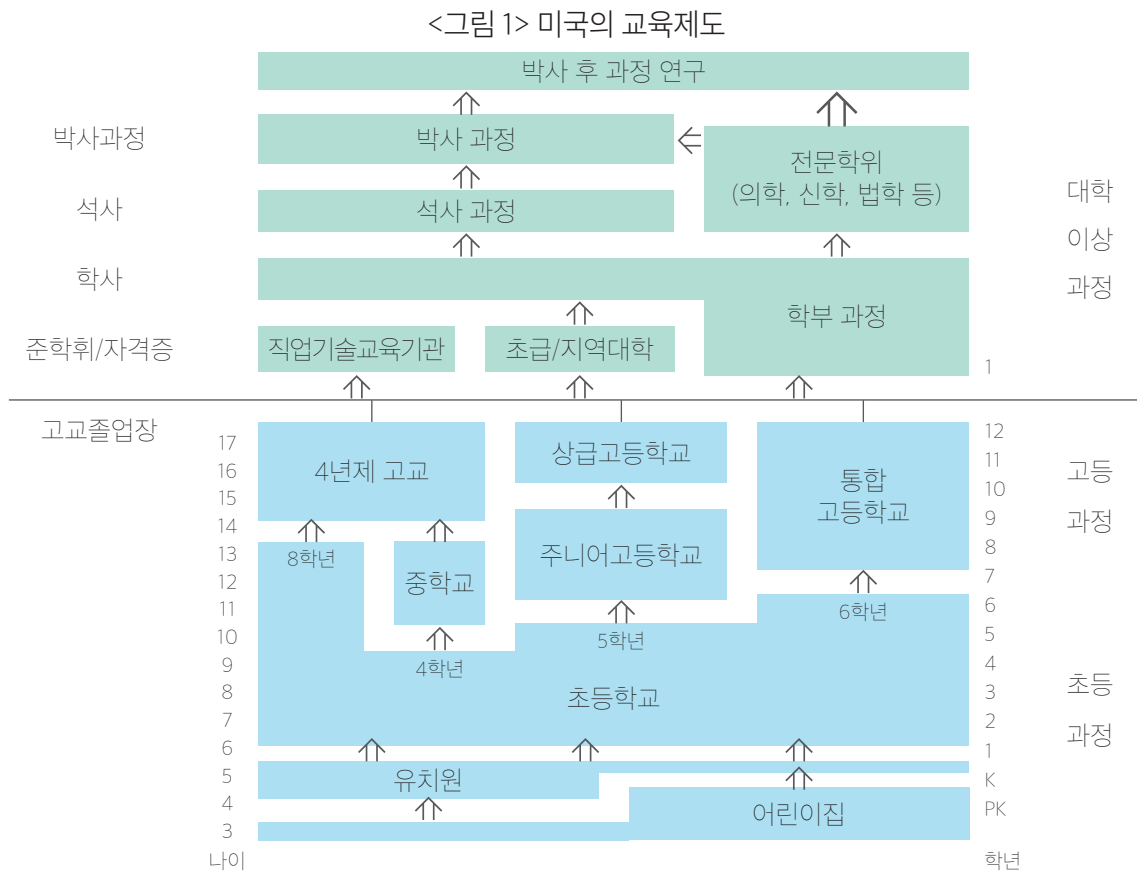 <그림 1> 미국의 교육제도
박사 후 과정 연구
박사과정
박사 과정
전문학위
(의학, 신학, 법학 등)
대학
이상
과정
석사
석사 과정
학사
학부 과정
준학휘/자격증
직업기술교육기관
초급/지역대학
1
고교졸업장
17
16
15
14
13
12
11
10
9
8
7
6
5
4
3
나이
4년제 고교
상급고등학교
통합
고등학교
8학년
중학교
주니어고등학교
4학년
5학년
6학년
초등학교
유치원
어린이집
12
11
10
9
8
7
6
5
4
3
2
1
K
PK
학년
고등
과정
초등
과정